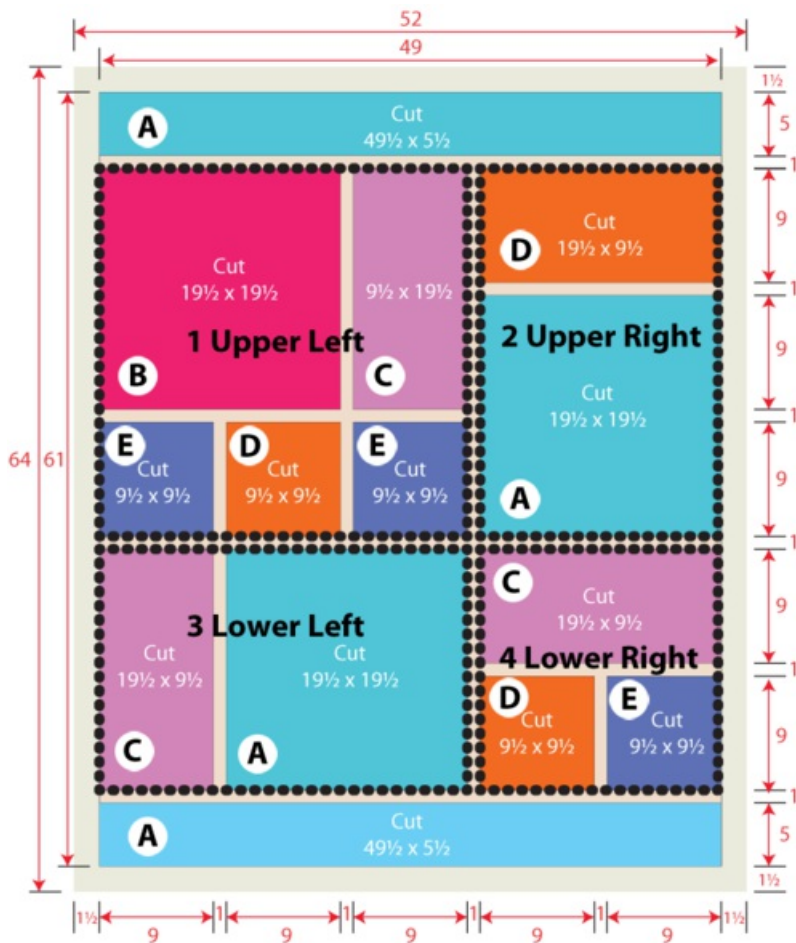 52
49
1½
A
Cut
49½ x 5½
5
1
Cut
19½ x 19½
9½ x 19½
D
Cut
19½ x 9½
9
1
1 Upper Left
2 Upper Right
B
C
Cut
19½ x 19½
9
1
E
Cut
9½ x 9½
D
Cut
9½ x 9½
E
Cut
9½ x 9½
A
9
64
61
1
C
Cut
19½ x 9½
9
3 Lower Left
Cut
19½ x 9½
Cut
19½ x 19½
4 Lower Right
1
C
A
D
Cut
9½ x 9½
E
Cut
9½ x 9½
9
1
A
Cut
49½ x 5½
5
1½
1½
9
1
9
1
9
1
9
1
9
1½